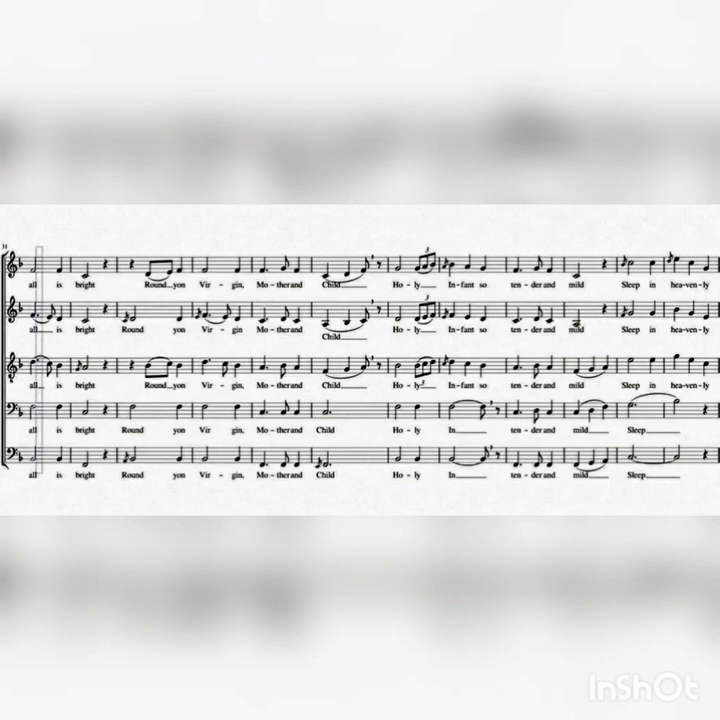 31
all is bright Round yon Vir - gin, Mo - ther and Child Ho - ly In - fant so ten - der and mild Sleep in hea - ven - ly
3
all is bright Round yon Vir - gin, Mo - ther and Child Ho - ly In - fant so ten - der and mild Sleep in hea - ven - ly
3
all is bright Round yon Vir - gin, Mo - ther and Child Ho - ly In - fant so ten - der and mild Sleep in hea - ven - ly
all is bright Round yon Vir - gin, Mo - ther and Child Ho - ly In ten - der and mild Sleep
all is bright Round yon Vir - gin, Mo - ther and Child Ho - ly In ten - der and mild Sleep
InShOt